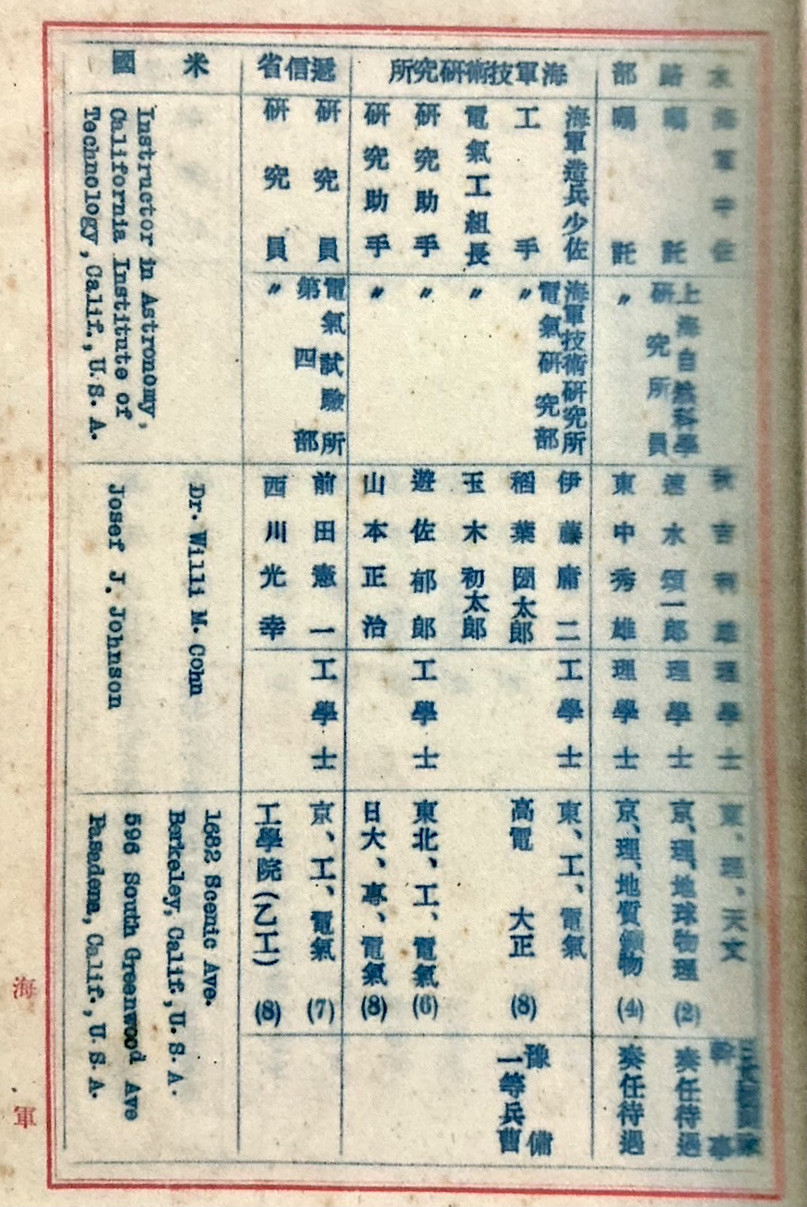 水路部
海軍中佐
秋吉利雄
理學士
東、理、天文
幹事
囑託
上海自然科學
研究所員
速水頌一郎
理學士
京、理、地球物理 (2)
奏任待遇
囑託
〃
東中秀雄
理學士
京、理、地質鑛物 (4)
奏任待遇
海軍技術研究所
海軍造兵少佐
海軍技術研究所
電氣研究部
伊藤庸二
工學士
東、工、電氣
工手
〃
稻葉圀太郎
高電 大正 (8)
豫備
一等兵曹
電氣工組長
〃
玉木初太郎
研究助手
〃
遊佐郁郎
工學士
東北、工、電氣 (6)
研究助手
〃
山本正治
日大、專、電氣 (8)
遞信省
研究員
電氣試驗所
第四部
前田憲一
工學士
京、工、電氣 (7)
研究員
〃
西川光幸
工學院(乙工) (8)
米國
Dr. Willi M. Cohn
1682 Scenic Ave.
Berkeley, Calif., U. S. A.
Instructor in Astronomy,
California Institute of
Technology, Calif., U. S. A.
Josef J. Johnson
596 South Greenwood Ave
Pasadena, Calif., U. S. A.
海軍